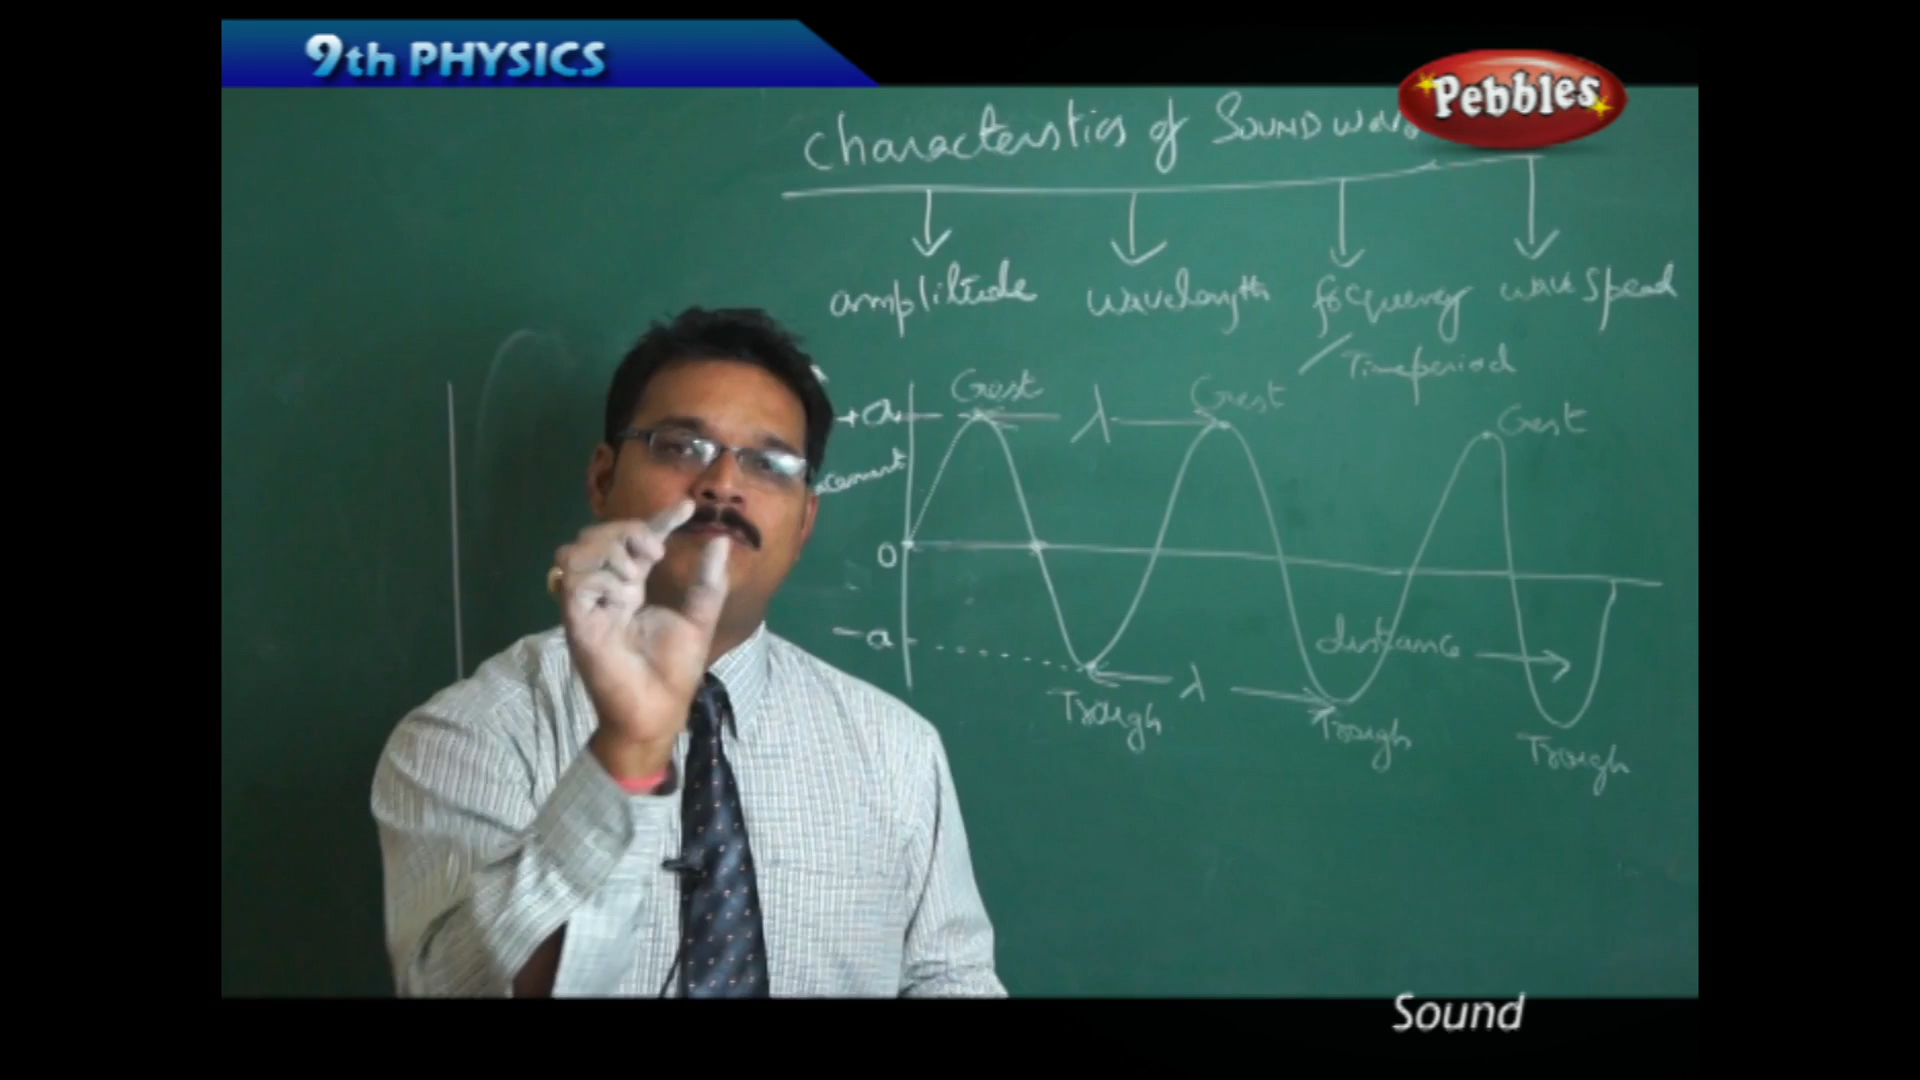 9th PHYSICS
Pebbles
Characterstics of SOUND wave
amplitude wavelength frequency wave Speed
/ Timeperiod
+a Crest λ Crest Crest
0
-a distance
λ
Trough Trough Trough
Sound